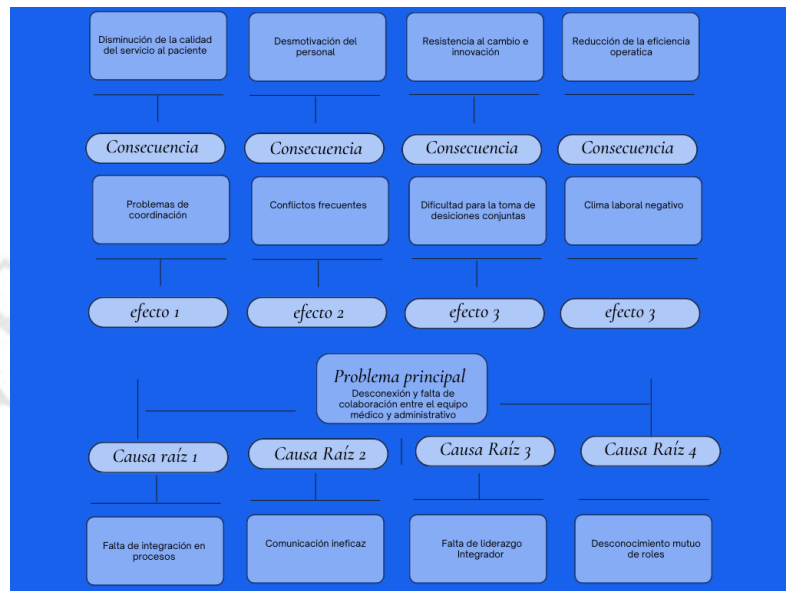 Disminución de la calidad
del servicio al paciente
Desmotivación del
personal
Resistencia al cambio e
innovación
Reducción de la eficiencia
operatica
Consecuencia
Consecuencia
Consecuencia
Consecuencia
Problemas de
coordinación
Conflictos frecuentes
Dificultad para la toma de
desiciones conjuntas
Clima laboral negativo
efecto 1
efecto 2
efecto 3
efecto 3
Problema principal
Desconexión y falta de
colaboración entre el equipo
médico y administrativo
Causa raíz 1
Causa Raíz 2
Causa Raíz 3
Causa Raíz 4
Falta de integración en
procesos
Comunicación ineficaz
Falta de liderazgo
Integrador
Desconocimiento mutuo
de roles